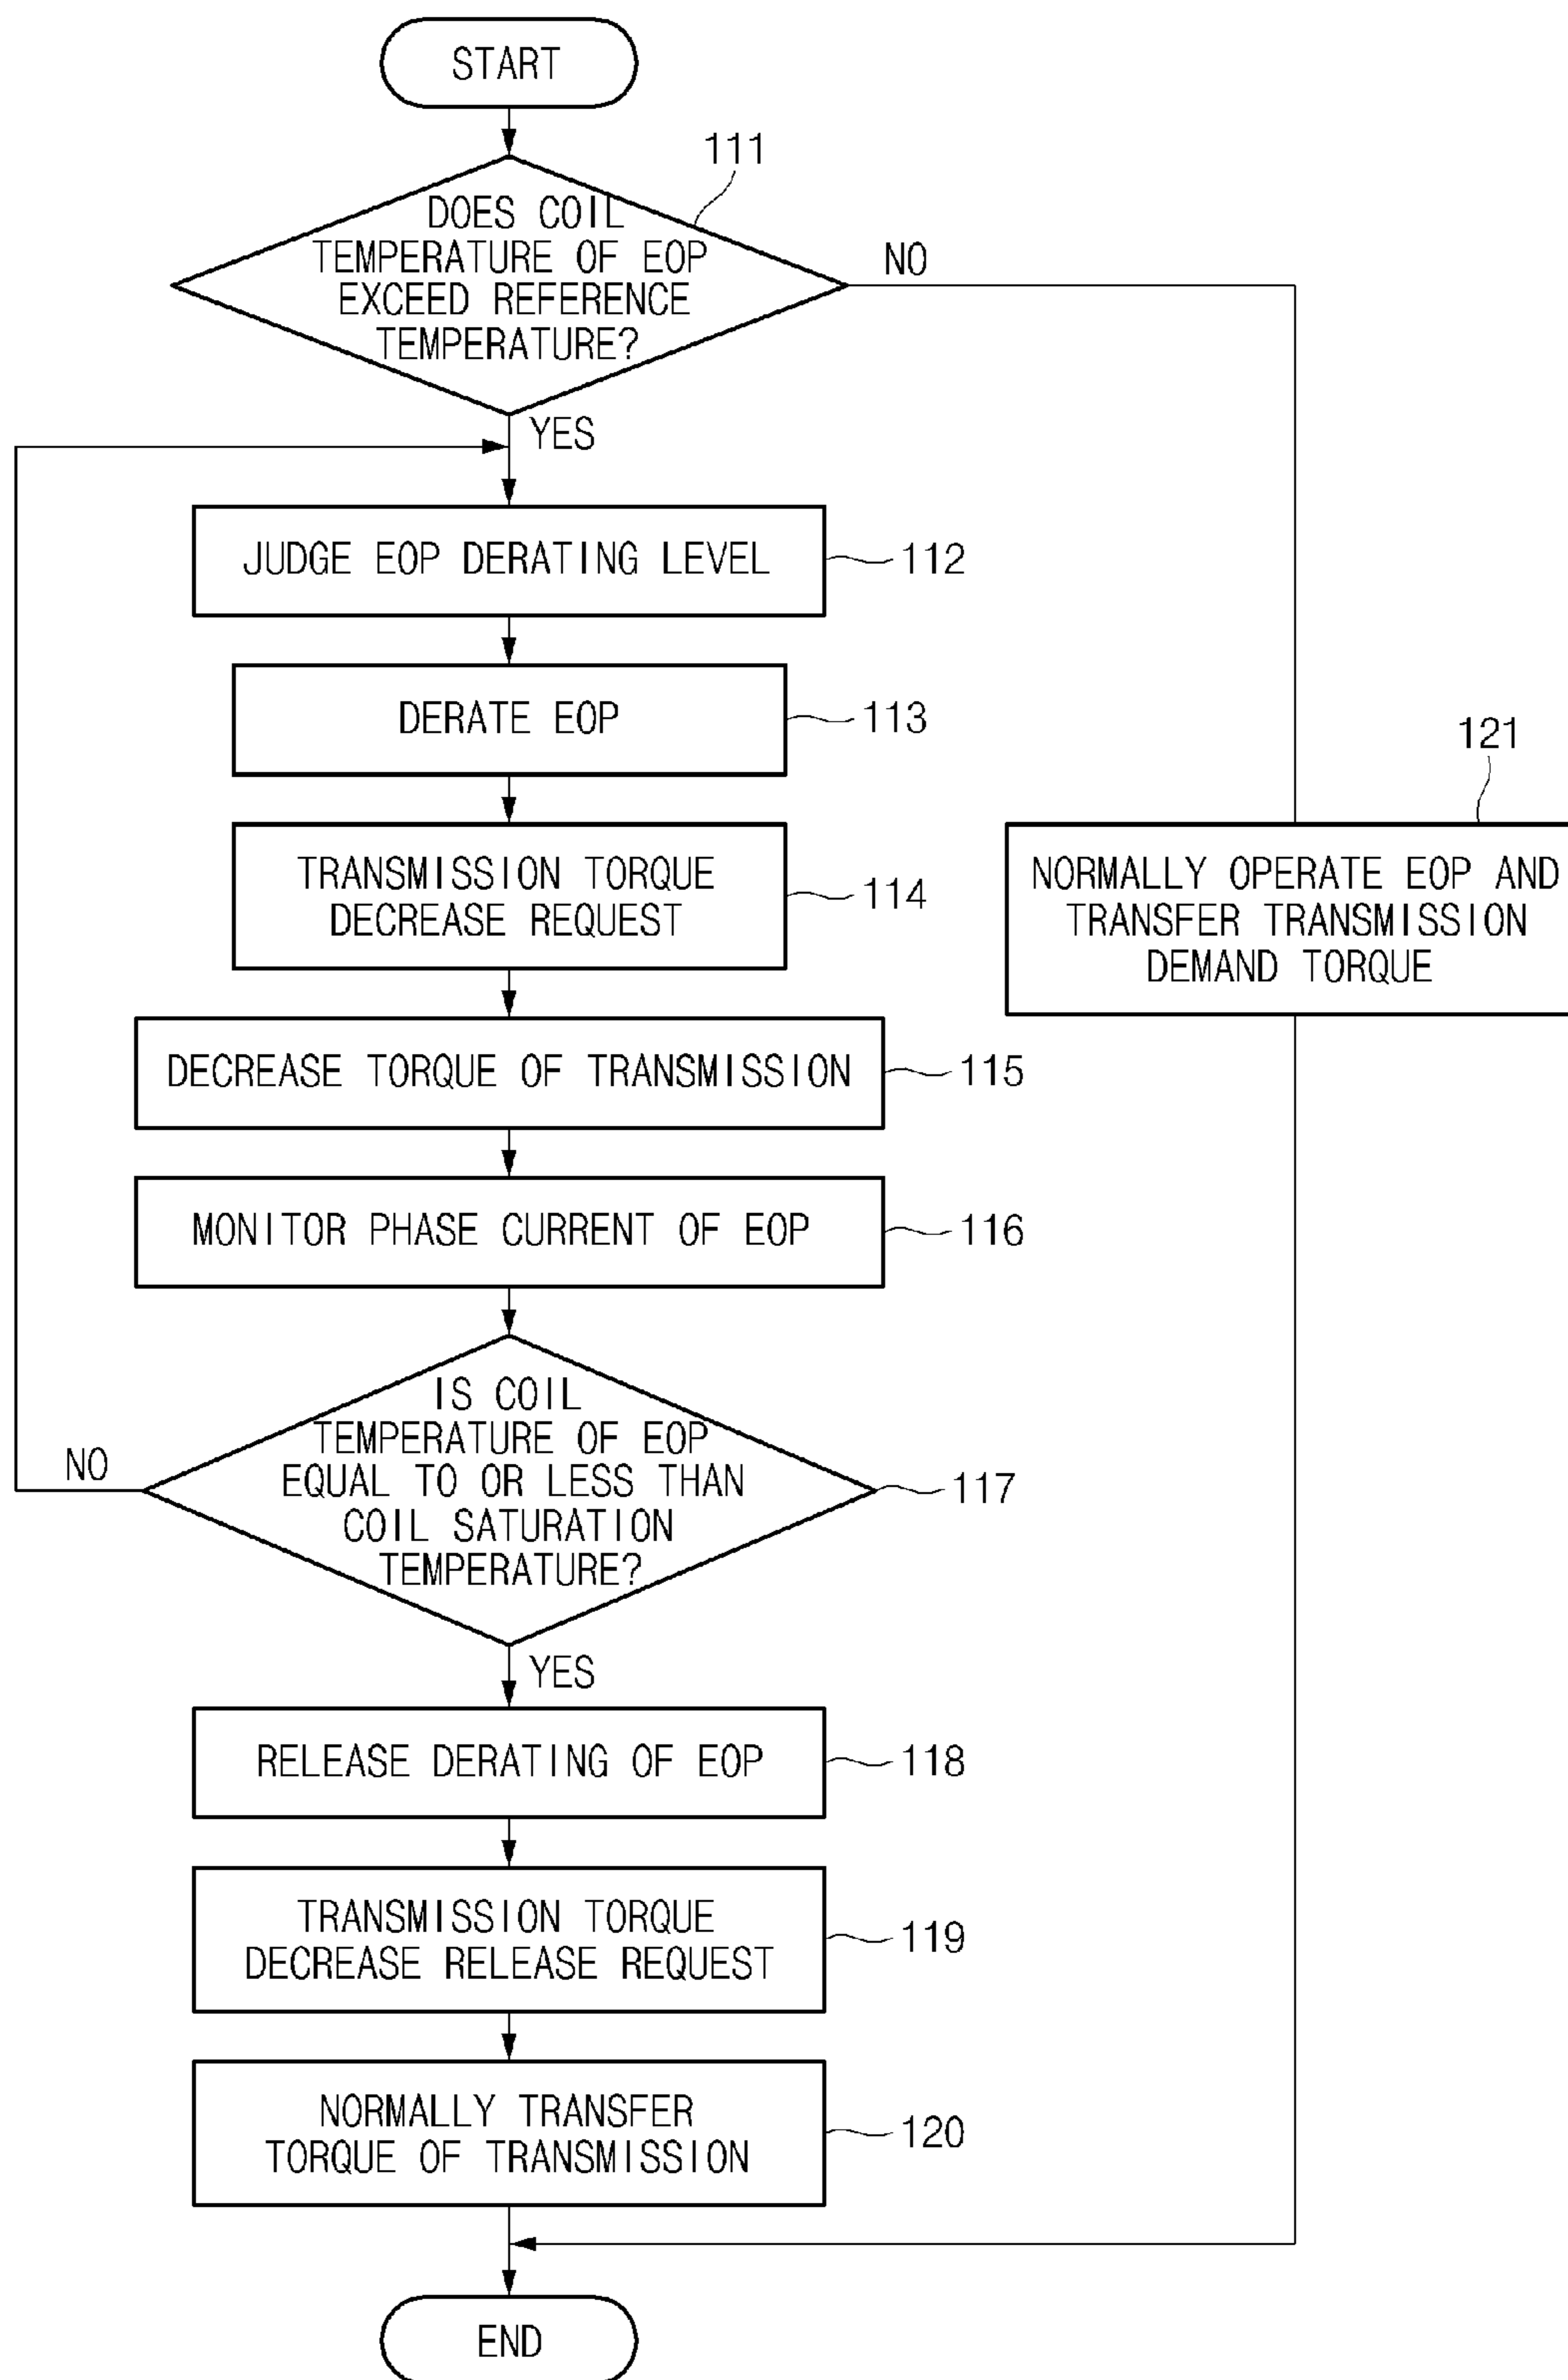 START
111
DOES COIL
TEMPERATURE OF EOP
EXCEED REFERENCE
TEMPERATURE?
NO
YES
JUDGE EOP DERATING LEVEL
112
DERATE EOP
113
TRANSMISSION TORQUE
DECREASE REQUEST
114
121
NORMALLY OPERATE EOP AND
TRANSFER TRANSMISSION
DEMAND TORQUE
DECREASE TORQUE OF TRANSMISSION
115
MONITOR PHASE CURRENT OF EOP
116
IS COIL
TEMPERATURE OF EOP
EQUAL TO OR LESS THAN
COIL SATURATION
TEMPERATURE?
117
NO
YES
RELEASE DERATING OF EOP
118
TRANSMISSION TORQUE
DECREASE RELEASE REQUEST
119
NORMALLY TRANSFER
TORQUE OF TRANSMISSION
120
END